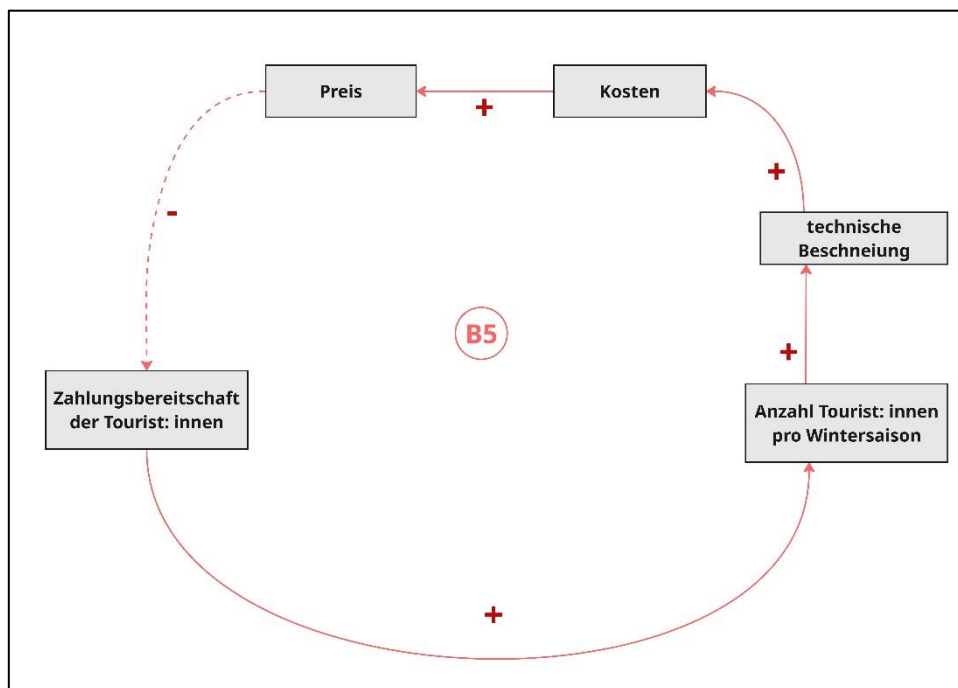 Preis
Kosten
+
+
technische
Beschneiung
-
B5
+
Zahlungsbereitschaft
der Tourist: innen
Anzahl Tourist: innen
pro Wintersaison
+